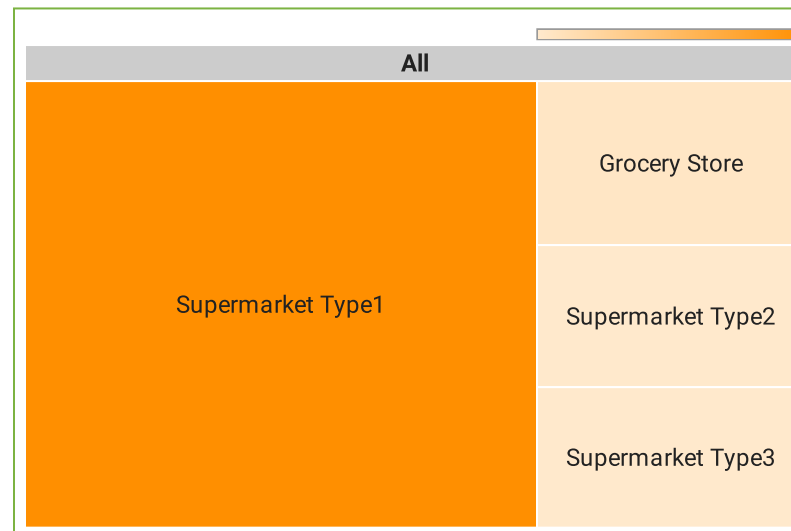 All
Supermarket Type1
Grocery Store
Supermarket Type2
Supermarket Type3